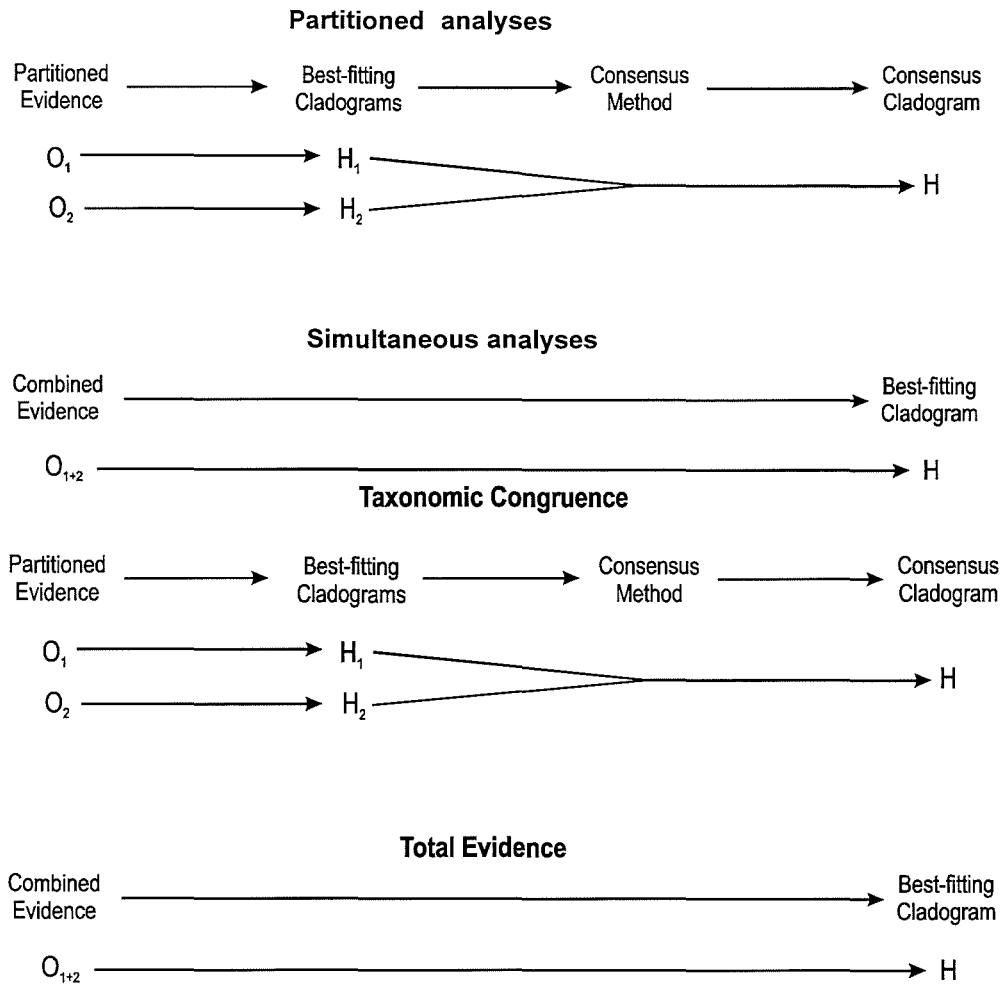 Partitioned analyses
Partitioned Best-fitting Consensus Consensus
Evidence Cladograms Method Cladogram
O₁ H₁
H
O₂ H₂
Simultaneous analyses
Combined Best-fitting
Evidence Cladogram
O₁₊₂ H
Taxonomic Congruence
Partitioned Best-fitting Consensus Consensus
Evidence Cladograms Method Cladogram
O₁ H₁
H
O₂ H₂
Total Evidence
Combined Best-fitting
Evidence Cladogram
O₁₊₂ H